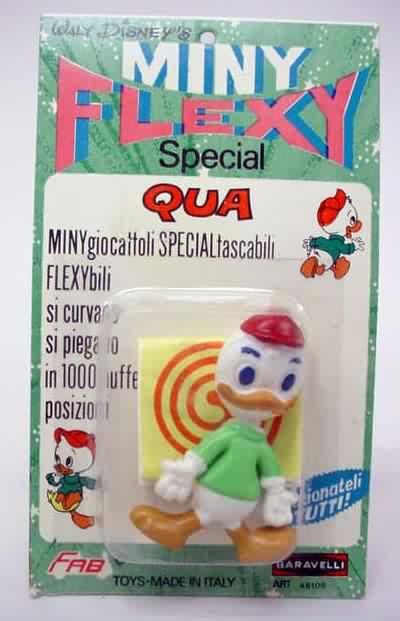 WALT DISNEY'S
MINY
FLEXY
Special
QUA
MINYgiocattoli SPECIALtascabili
FLEXYbili
si curvano
si piegano
in 1000 buffe
posizioni
TUTTI!
FAB
BARAVELLI
TOYS-MADE IN ITALY
ART